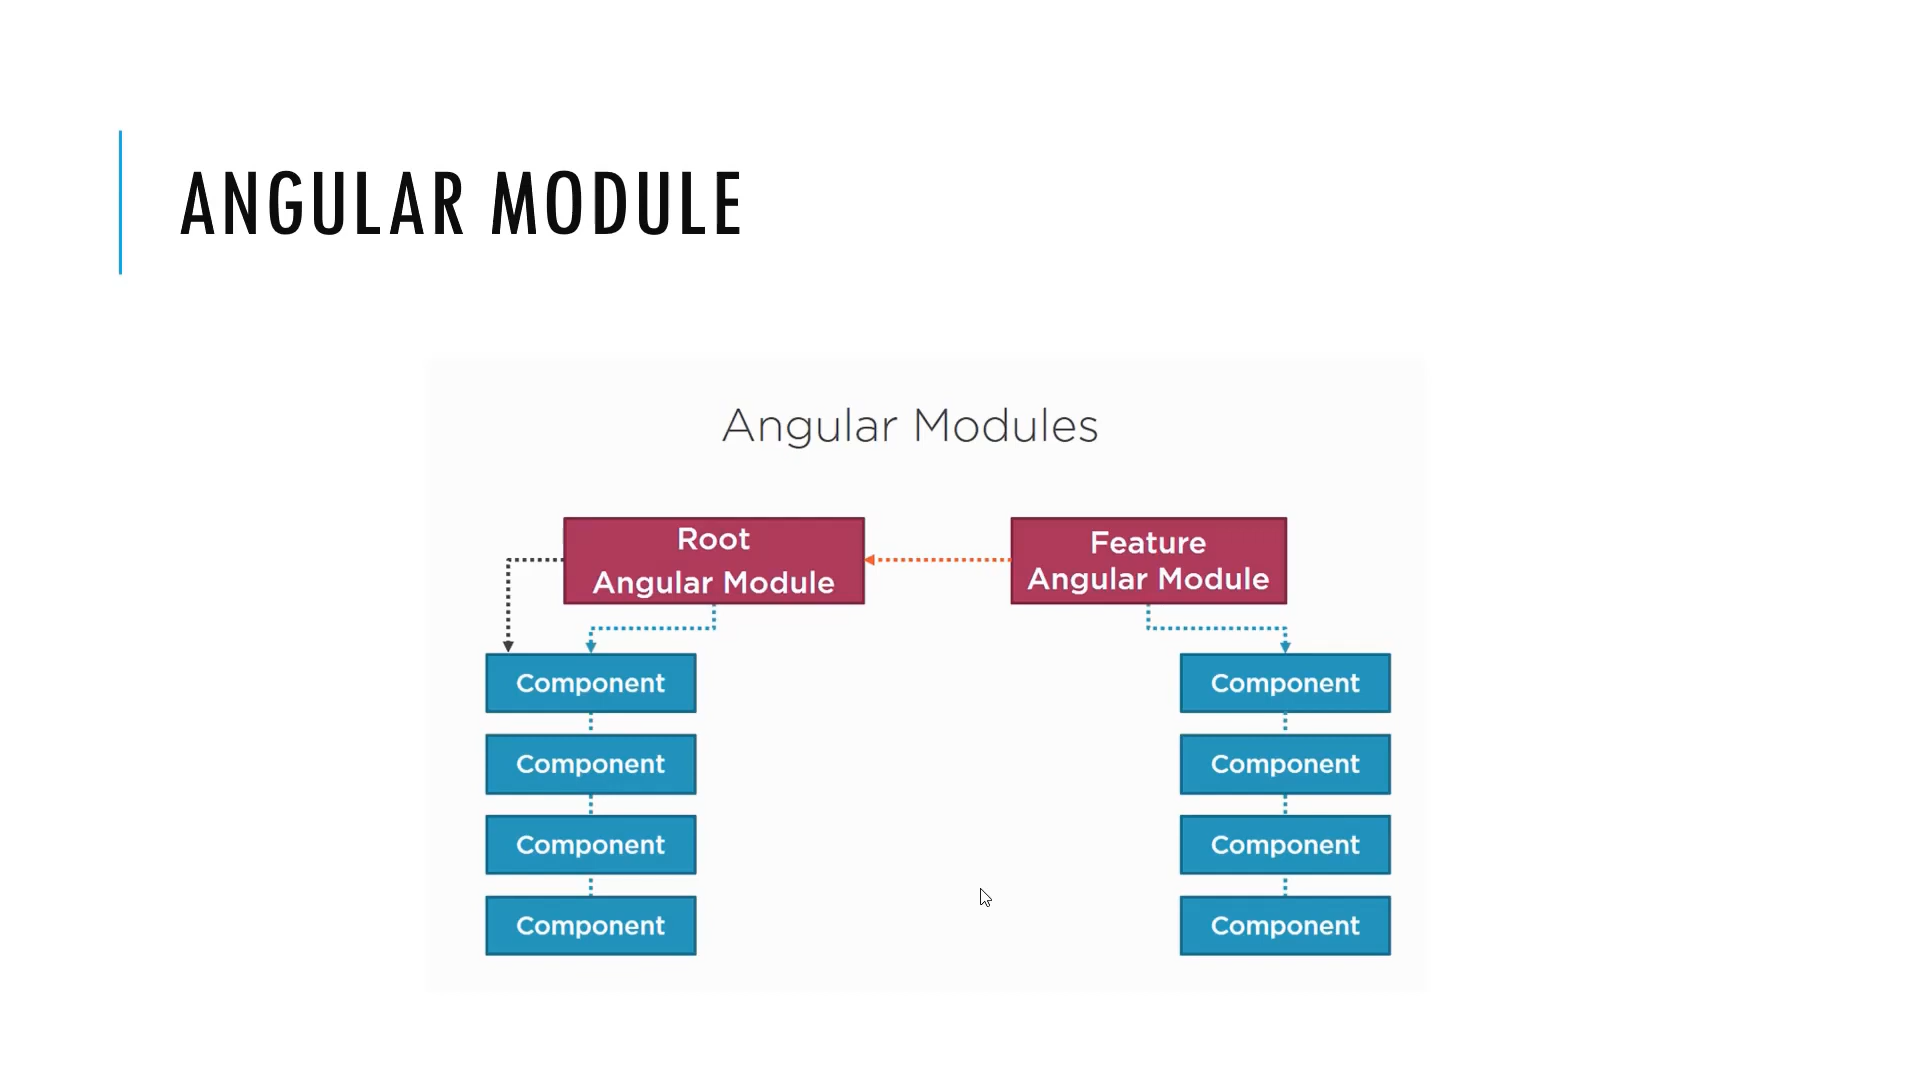 ANGULAR MODULE
Angular Modules
Root
Angular Module
Feature
Angular Module
Component
Component
Component
Component
Component
Component
Component
Component